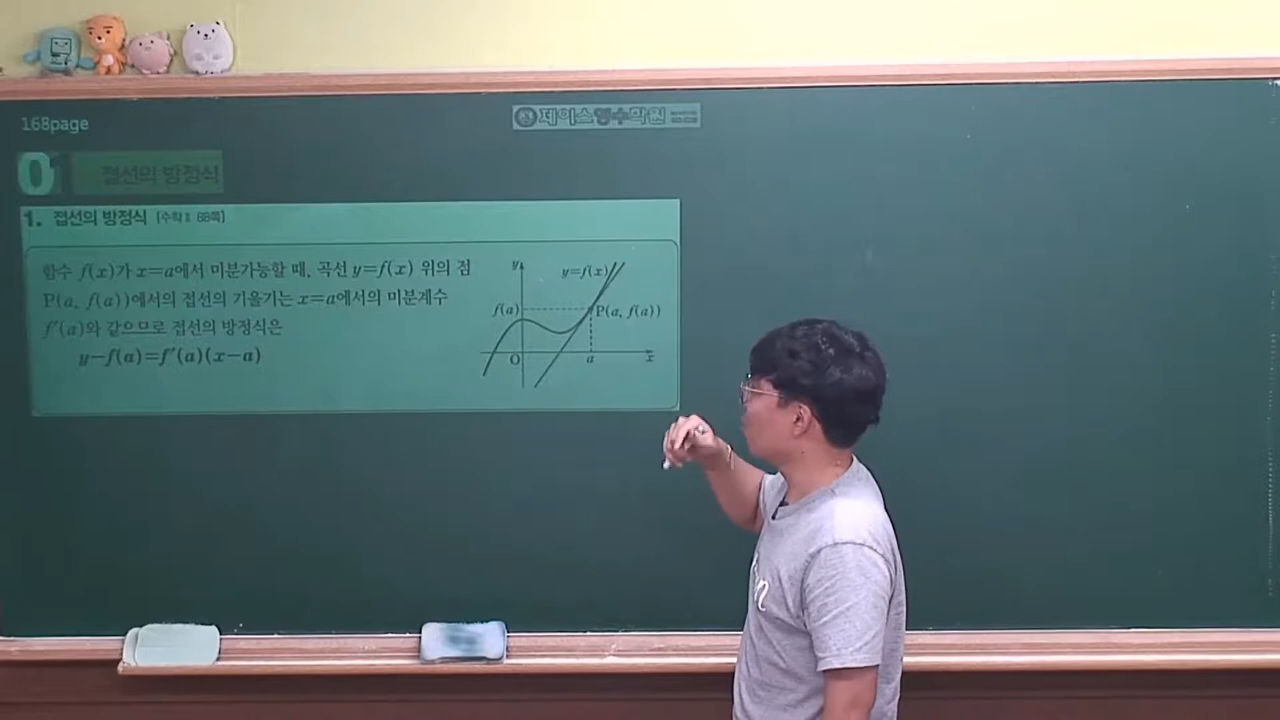 168page
제이스영수학원
01 접선의 방정식
1. 접선의 방정식 [수학Ⅱ 68쪽]
함수 f(x)가 x=a에서 미분가능할 때, 곡선 y=f(x) 위의 점
P(a, f(a))에서의 접선의 기울기는 x=a에서의 미분계수
f′(a)와 같으므로 접선의 방정식은
y−f(a)=f′(a)(x−a)
y
y=f(x)
f(a)
P(a, f(a))
O
a
x